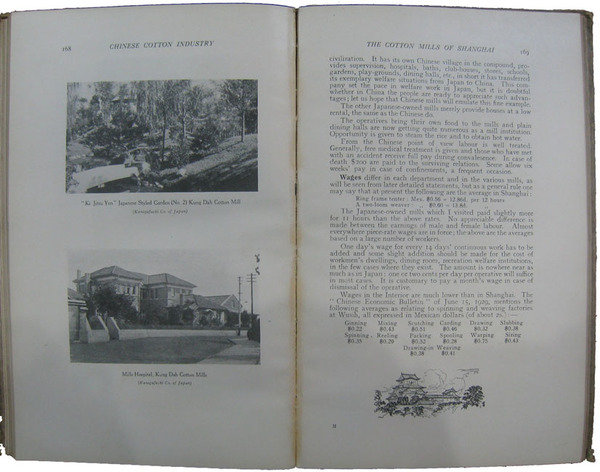 168 CHINESE COTTON INDUSTRY
"Ki Jitsu Yen" Japanese Styled Garden (No. 2) Kung Dah Cotton Mill
(Kanegafuchi Co. of Japan)
Mills Hospital, Kung Dah Cotton Mills
(Kanegafuchi Co. of Japan)
THE COTTON MILLS OF SHANGHAI 169
civilization. It has its own Chinese village in the compound, pro-
vides supervision, hospitals, baths, club-houses, stores, schools,
gardens, play-grounds, dining halls, etc., in short it has transferred
its exemplary welfare situations from Japan to China. This com-
pany set the pace in welfare work in Japan, but it is doubtful
whether in China the people are ready to appreciate such advan-
tages; let us hope that Chinese mills will emulate this fine example.
The other Japanese-owned mills merely provide houses at a low
rental, the same as the Chinese do.
The operatives bring their own food to the mills and plain
dining halls are now getting quite numerous as a mill institution.
Opportunity is given to steam the rice and to obtain hot water.
From the Chinese point of view labour is well treated.
Generally, free medical treatment is given and those who have met
with an accident receive full pay during convalescence. In case of
death $200 are paid to the surviving relations. Some allow six
weeks' pay in case of confinements, a frequent occasion.
Wages differ in each department and in the various mills, as
will be seen from later detailed statements, but as a general rule one
may say that at present the following are the average in Shanghai:
Ring frame tenter: Mex. $0.56 = 12.86d. per 12 hours
A two-loom weaver: „ $0.60 = 13.8d. „
The Japanese-owned mills which I visited paid slightly more
for 11 hours than the above rates. No appreciable difference is
made between the earnings of male and female labour. Almost
everywhere piece-rate wages are in force; the above are the averages
based on a large number of workers.
One day's wage for every 14 days' continuous work has to be
added and some slight addition should be made for the cost of
workmen's dwellings, dining rooms, recreation welfare institutions,
in the few cases where they exist. The amount is nowhere near as
much as in Japan: one or two cents per day per operative will suffice
in most cases. It is customary to pay a month's wage in case of
dismissal of the operative.
Wages in the Interior are much lower than in Shanghai. The
"Chinese Economic Bulletin" of June 15, 1929, mentions the
following averages as relating to spinning and weaving factories
at Wusih, all expressed in Mexican dollars (of about 2s.):—
Ginning Mixing Scutching Carding Drawing Slubbing
$0.22 $0.43 $0.51 $0.46 $0.32 $0.38
Spinning Reeling Packing Spooling Warping Sizing
$0.35 $0.29 $0.52 $0.28 $0.75 $0.43
Drawing-in Weaving
$0.38 $0.41